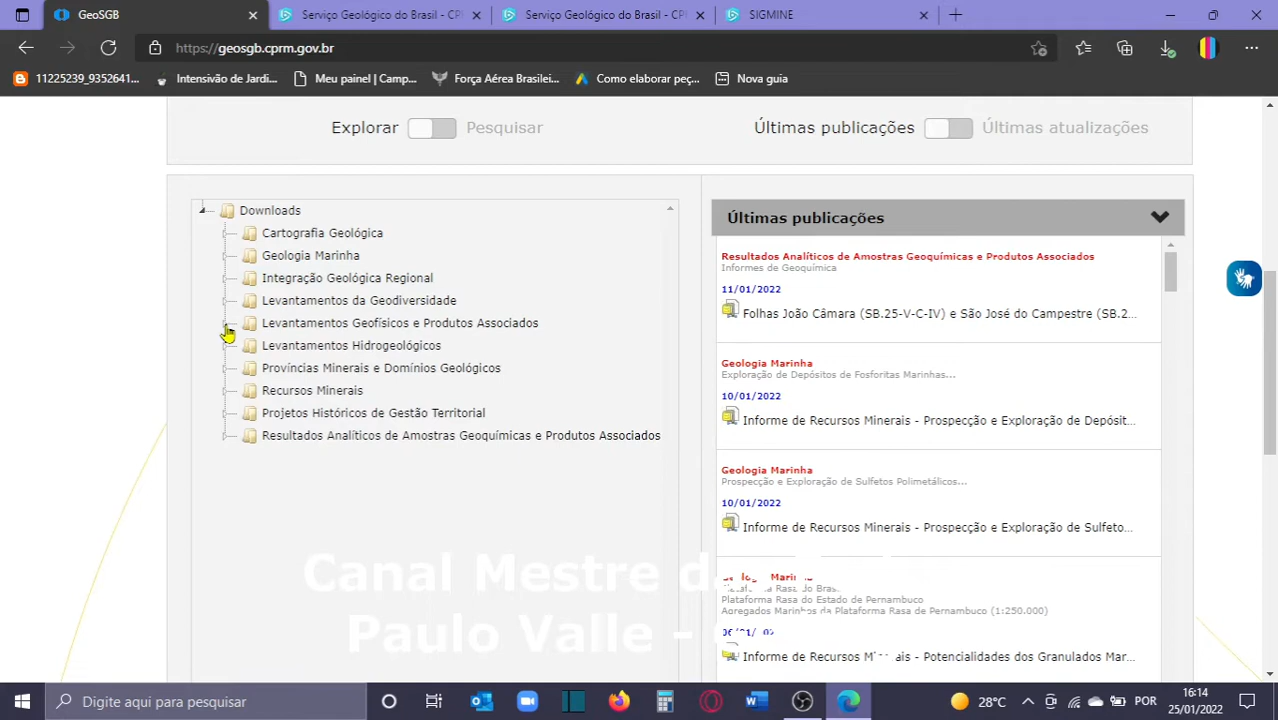 GeoSGB
Serviço Geológico do Brasil - CPI
Serviço Geológico do Brasil - CPI
SIGMINE
https://geosgb.cprm.gov.br
11225239_9352641...
Intensivão de Jardi...
Meu painel | Camp...
Força Aérea Brasilei...
Como elaborar peç...
Nova guia
Explorar
Pesquisar
Últimas publicações
Últimas atualizações
Downloads
Cartografia Geológica
Geologia Marinha
Integração Geológica Regional
Levantamentos da Geodiversidade
Levantamentos Geofísicos e Produtos Associados
Levantamentos Hidrogeológicos
Províncias Minerais e Domínios Geológicos
Recursos Minerais
Projetos Históricos de Gestão Territorial
Resultados Analíticos de Amostras Geoquímicas e Produtos Associados
Últimas publicações
Resultados Analíticos de Amostras Geoquímicas e Produtos Associados
Informes de Geoquímica
11/01/2022
Folhas João Câmara (SB.25-V-C-IV) e São José do Campestre (SB.2...
Geologia Marinha
Exploração de Depósitos de Fosforitas Marinhas...
10/01/2022
Informe de Recursos Minerais - Prospecção e Exploração de Depósit...
Geologia Marinha
Prospecção e Exploração de Sulfetos Polimetálicos...
10/01/2022
Informe de Recursos Minerais - Prospecção e Exploração de Sulfeto...
Plataforma Rasa do Estado de Pernambuco
Agregados Marinhos da Plataforma Rasa de Pernambuco (1:250.000)
Informe de Recursos Minerais - Potencialidades dos Granulados Mar...
Canal Mestre
Paulo Valle -
Digite aqui para pesquisar
28°C
POR
16:14
25/01/2022